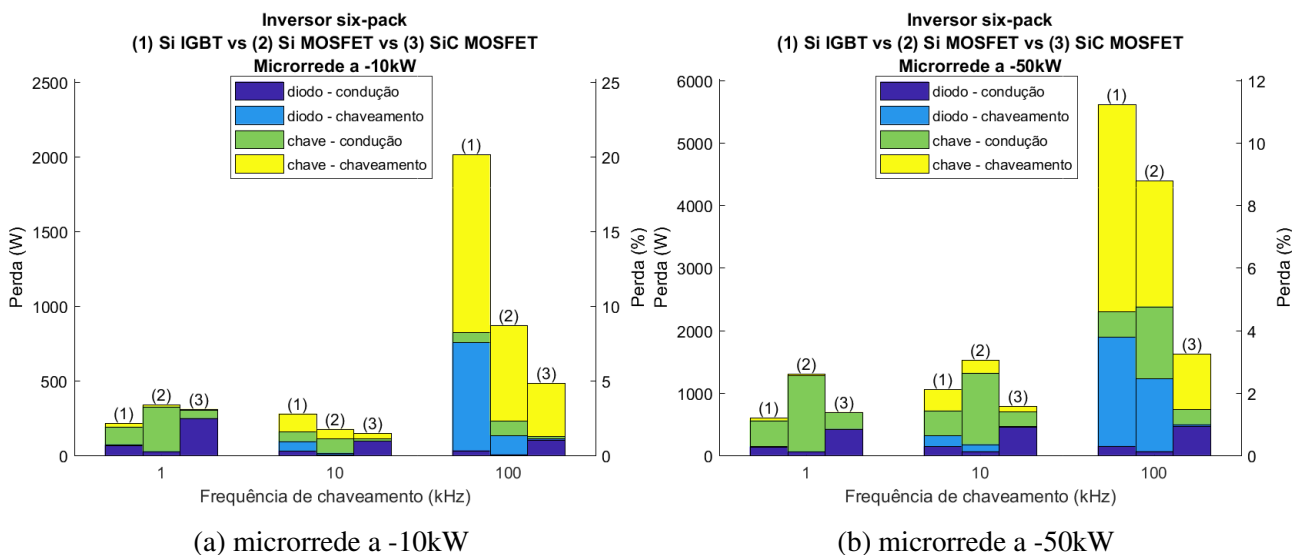 Inversor six-pack
(1) Si IGBT vs (2) Si MOSFET vs (3) SiC MOSFET
Microrrede a -10kW
diodo - condução
diodo - chaveamento
chave - condução
chave - chaveamento
2500
2000
1500
1000
500
0
Perda (W)
25
20
15
10
5
0
Perda (%)
(1)
(2)
(3)
(1)
(2)
(3)
(1)
(2)
(3)
1
10
100
Frequência de chaveamento (kHz)
(a) microrrede a -10kW
Inversor six-pack
(1) Si IGBT vs (2) Si MOSFET vs (3) SiC MOSFET
Microrrede a -50kW
diodo - condução
diodo - chaveamento
chave - condução
chave - chaveamento
6000
5000
4000
3000
2000
1000
0
Perda (W)
12
10
8
6
4
2
0
Perda (%)
(1)
(2)
(3)
(1)
(2)
(3)
(1)
(2)
(3)
1
10
100
Frequência de chaveamento (kHz)
(b) microrrede a -50kW